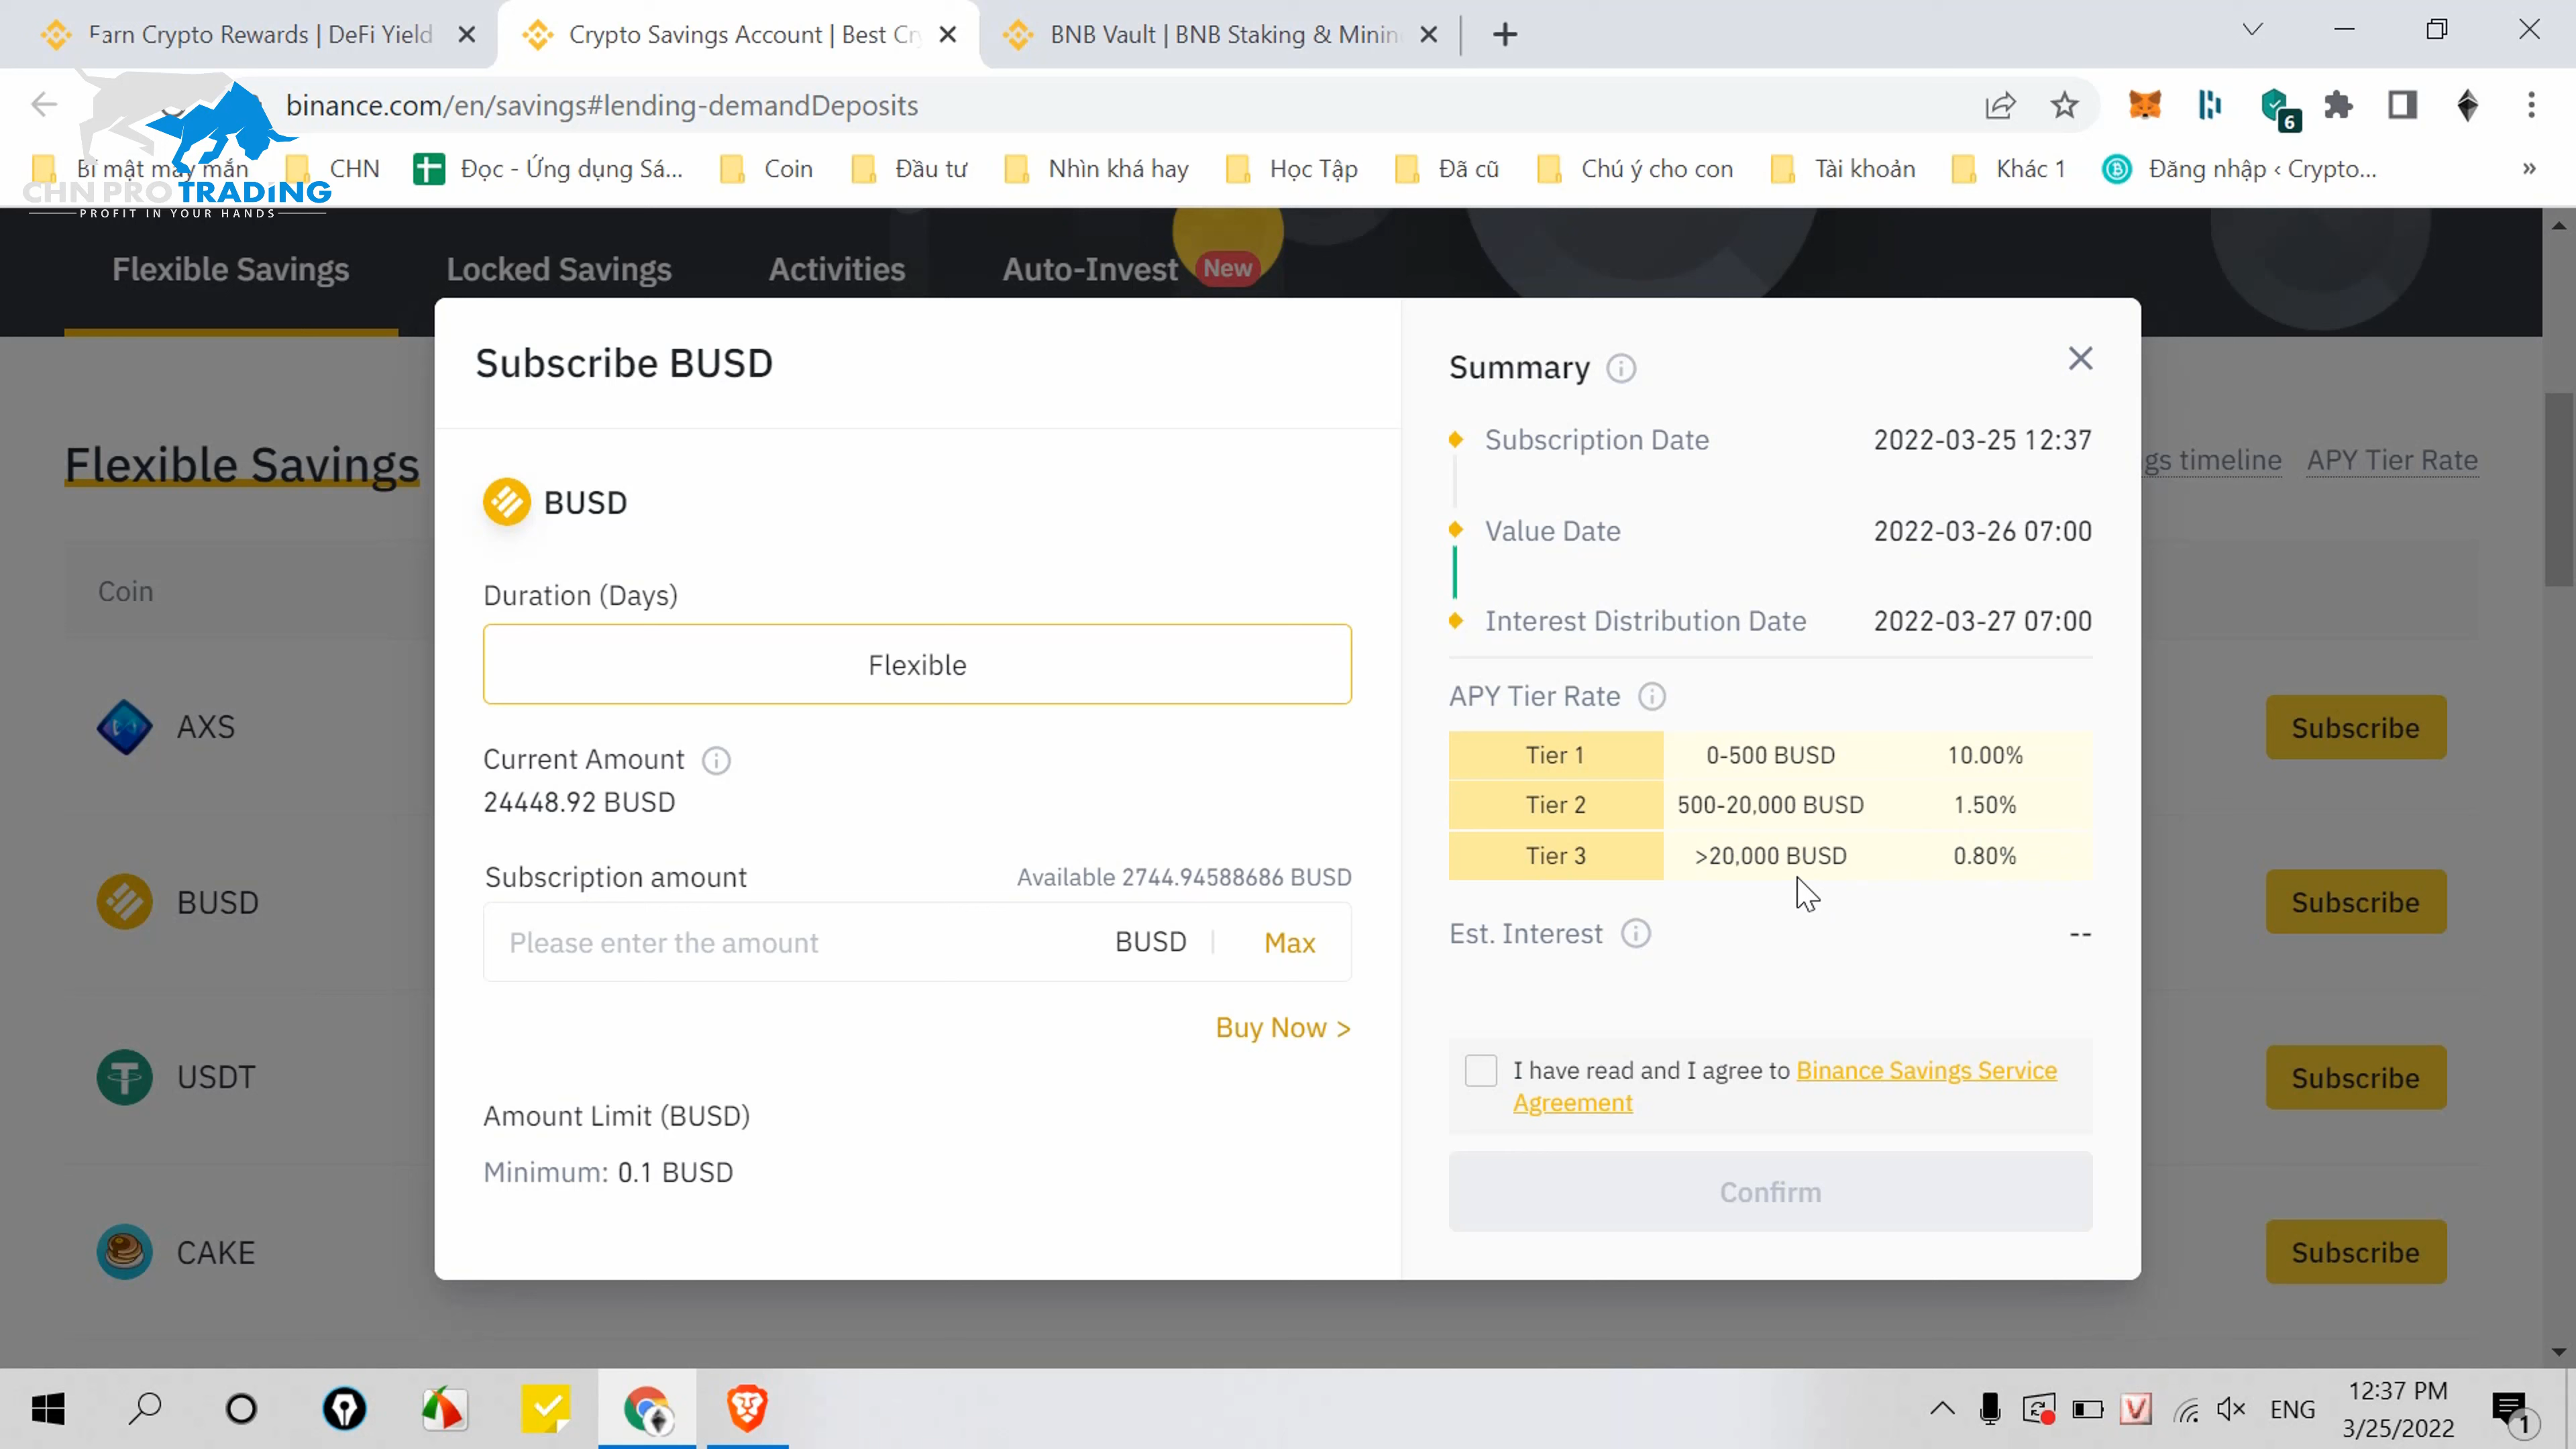 Earn Crypto Rewards | DeFi Yield
Crypto Savings Account | Best Cr
BNB Vault | BNB Staking & Minin
binance.com/en/savings#lending-demandDeposits
6
Bí mật may mắn
CHN
Đọc - Ứng dụng Sá...
Coin
Đầu tư
Nhìn khá hay
Học Tập
Đã cũ
Chú ý cho con
Tài khoản
Khác 1
Đăng nhập ‹ Crypto...
»
CHN PRO TRADING
PROFIT IN YOUR HANDS
Flexible Savings
Locked Savings
Activities
Auto-Invest
New
Flexible Savings
gs timeline
APY Tier Rate
Coin
AXS
Subscribe
BUSD
Subscribe
USDT
Subscribe
CAKE
Subscribe
Subscribe BUSD
BUSD
Duration (Days)
Flexible
Current Amount
24448.92 BUSD
Subscription amount
Available 2744.94588686 BUSD
Please enter the amount
BUSD
Max
Buy Now >
Amount Limit (BUSD)
Minimum: 0.1 BUSD
Summary
Subscription Date 2022-03-25 12:37
Value Date 2022-03-26 07:00
Interest Distribution Date 2022-03-27 07:00
APY Tier Rate
Tier 1 0-500 BUSD 10.00%
Tier 2 500-20,000 BUSD 1.50%
Tier 3 >20,000 BUSD 0.80%
Est. Interest --
I have read and I agree to Binance Savings Service
Agreement
Confirm
ENG
12:37 PM
3/25/2022
1